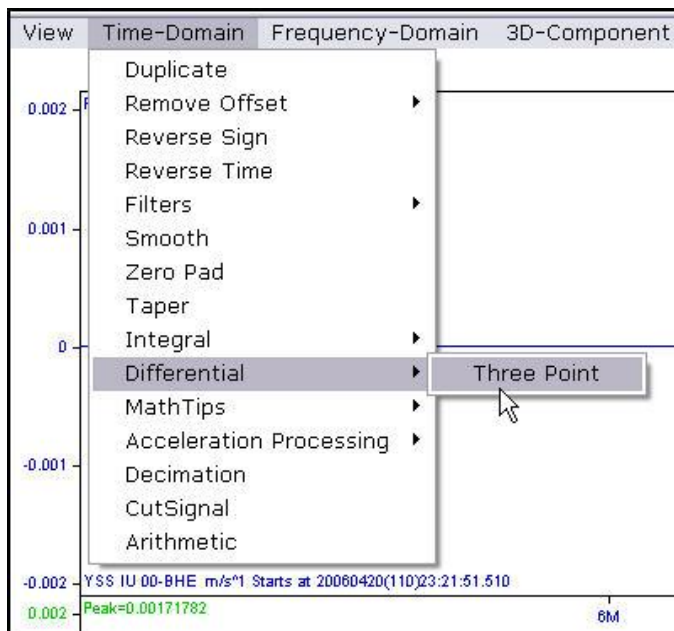 View Time-Domain Frequency-Domain 3D-Component
Duplicate
0.002
Remove Offset
Reverse Sign
Reverse Time
Filters
0.001
Smooth
Zero Pad
Taper
Integral
0
Differential
Three Point
MathTips
Acceleration Processing
-0.001
Decimation
CutSignal
Arithmetic
-0.002
YSS IU 00-BHE m/s^1 Starts at 20060420(110)23:21:51.510
0.002
Peak=0.00171782
6M